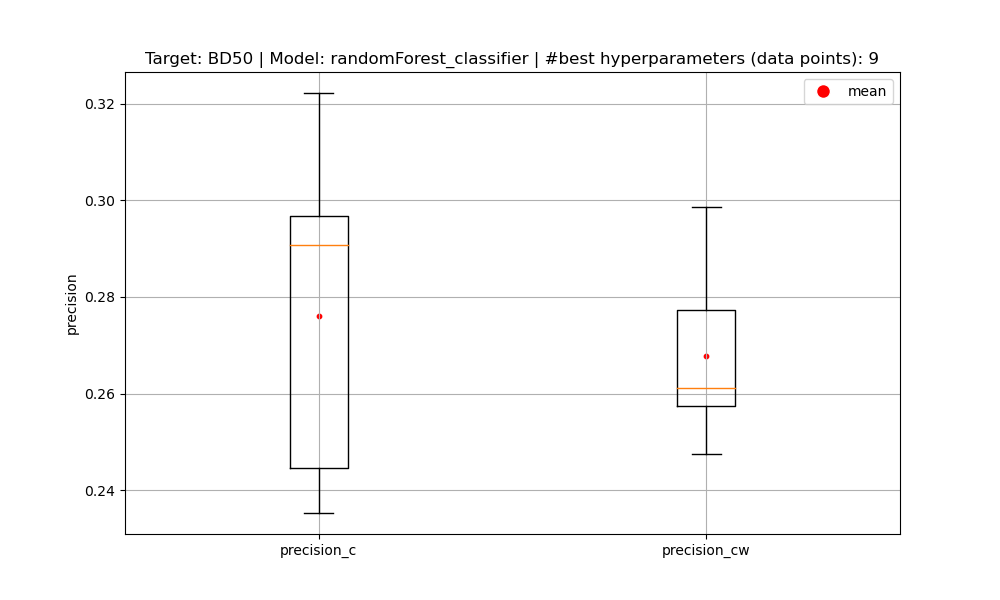 Target: BD50 | Model: randomForest_classifier | #best hyperparameters (data points): 9
mean
0.32
0.30
0.28
0.26
0.24
precision
precision_c
precision_cw